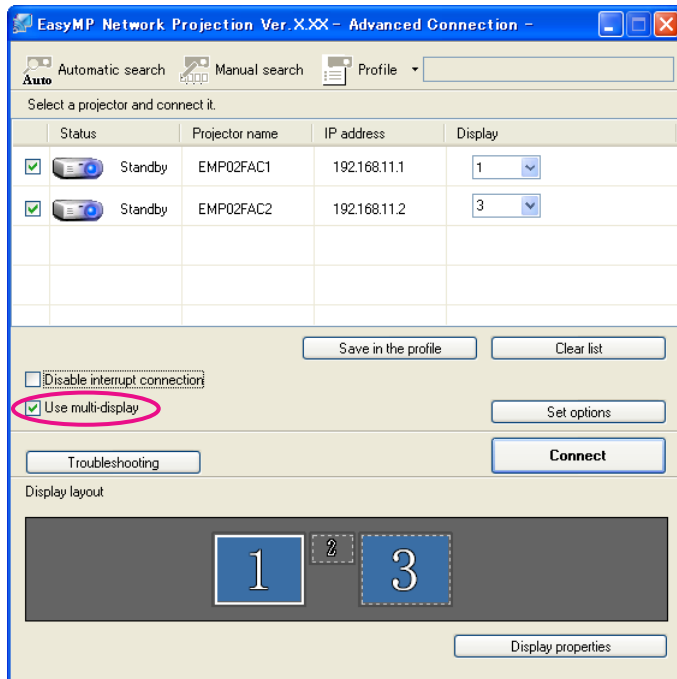 EasyMP Network Projection Ver.X.XX - Advanced Connection -
Auto Automatic search Manual search Profile
Select a projector and connect it.
Status Projector name IP address Display
Standby EMP02FAC1 192.168.11.1 1
Standby EMP02FAC2 192.168.11.2 3
Save in the profile Clear list
Disable interrupt connection
Use multi-display Set options
Troubleshooting Connect
Display layout
1 2 3
Display properties